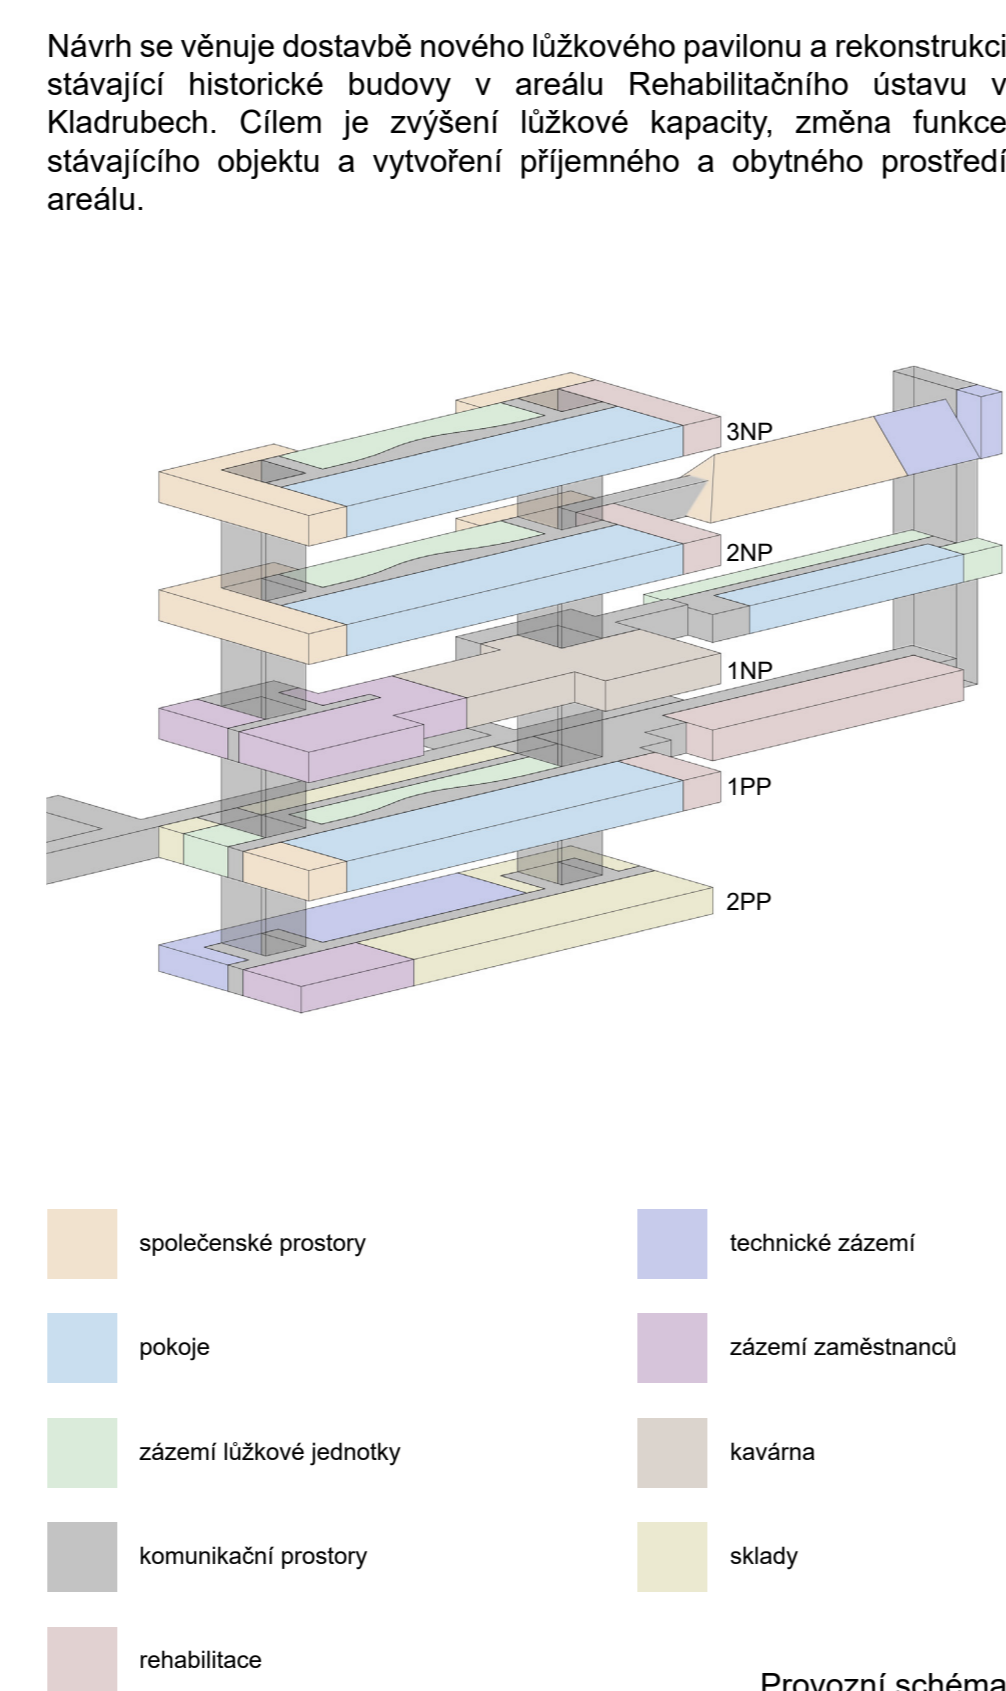 Návrh se věnuje dostavbě nového lůžkového pavilonu a rekonstrukci
stávající historické budovy v areálu Rehabilitačního ústavu v
Kladrubech. Cílem je zvýšení lůžkové kapacity, změna funkce
stávajícího objektu a vytvoření příjemného a obytného prostředí
areálu.
3NP
2NP
1NP
1PP
2PP
společenské prostory
technické zázemí
pokoje
zázemí zaměstnanců
zázemí lůžkové jednotky
kavárna
komunikační prostory
sklady
rehabilitace
Provozní schéma